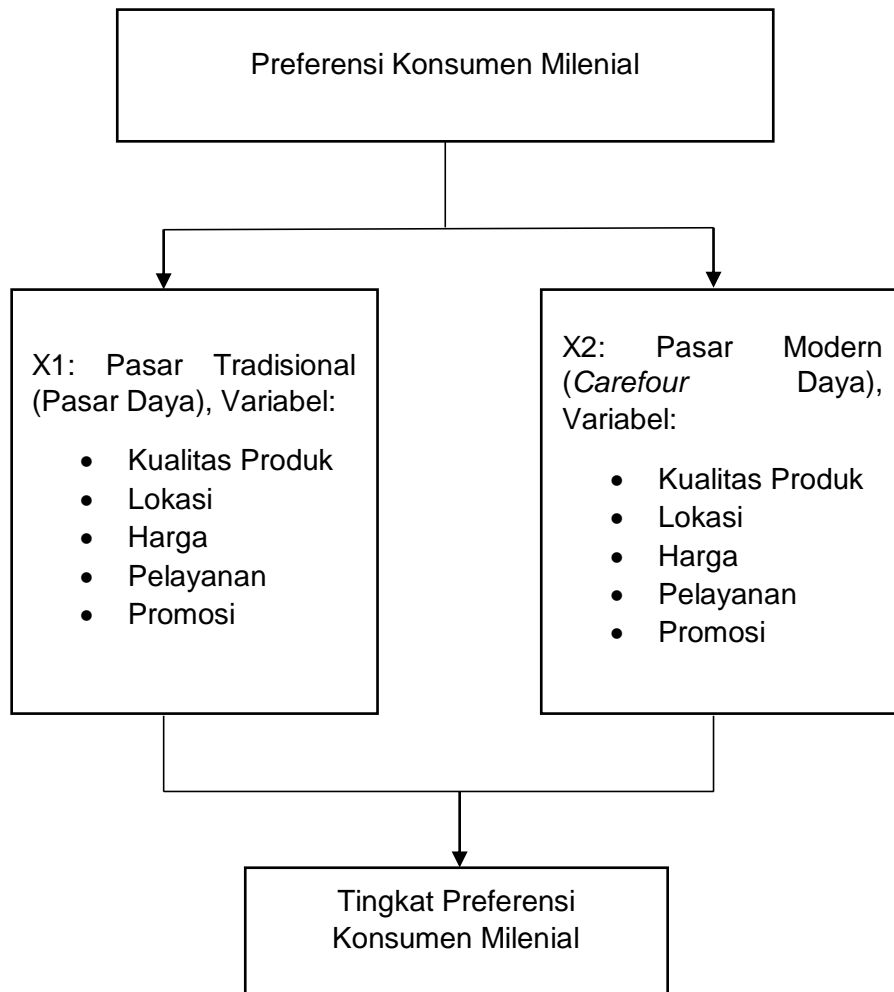 Preferensi Konsumen Milenial
X1: Pasar Tradisional
(Pasar Daya), Variabel:
• Kualitas Produk
• Lokasi
• Harga
• Pelayanan
• Promosi
X2: Pasar Modern
(Carefour Daya),
Variabel:
• Kualitas Produk
• Lokasi
• Harga
• Pelayanan
• Promosi
Tingkat Preferensi
Konsumen Milenial